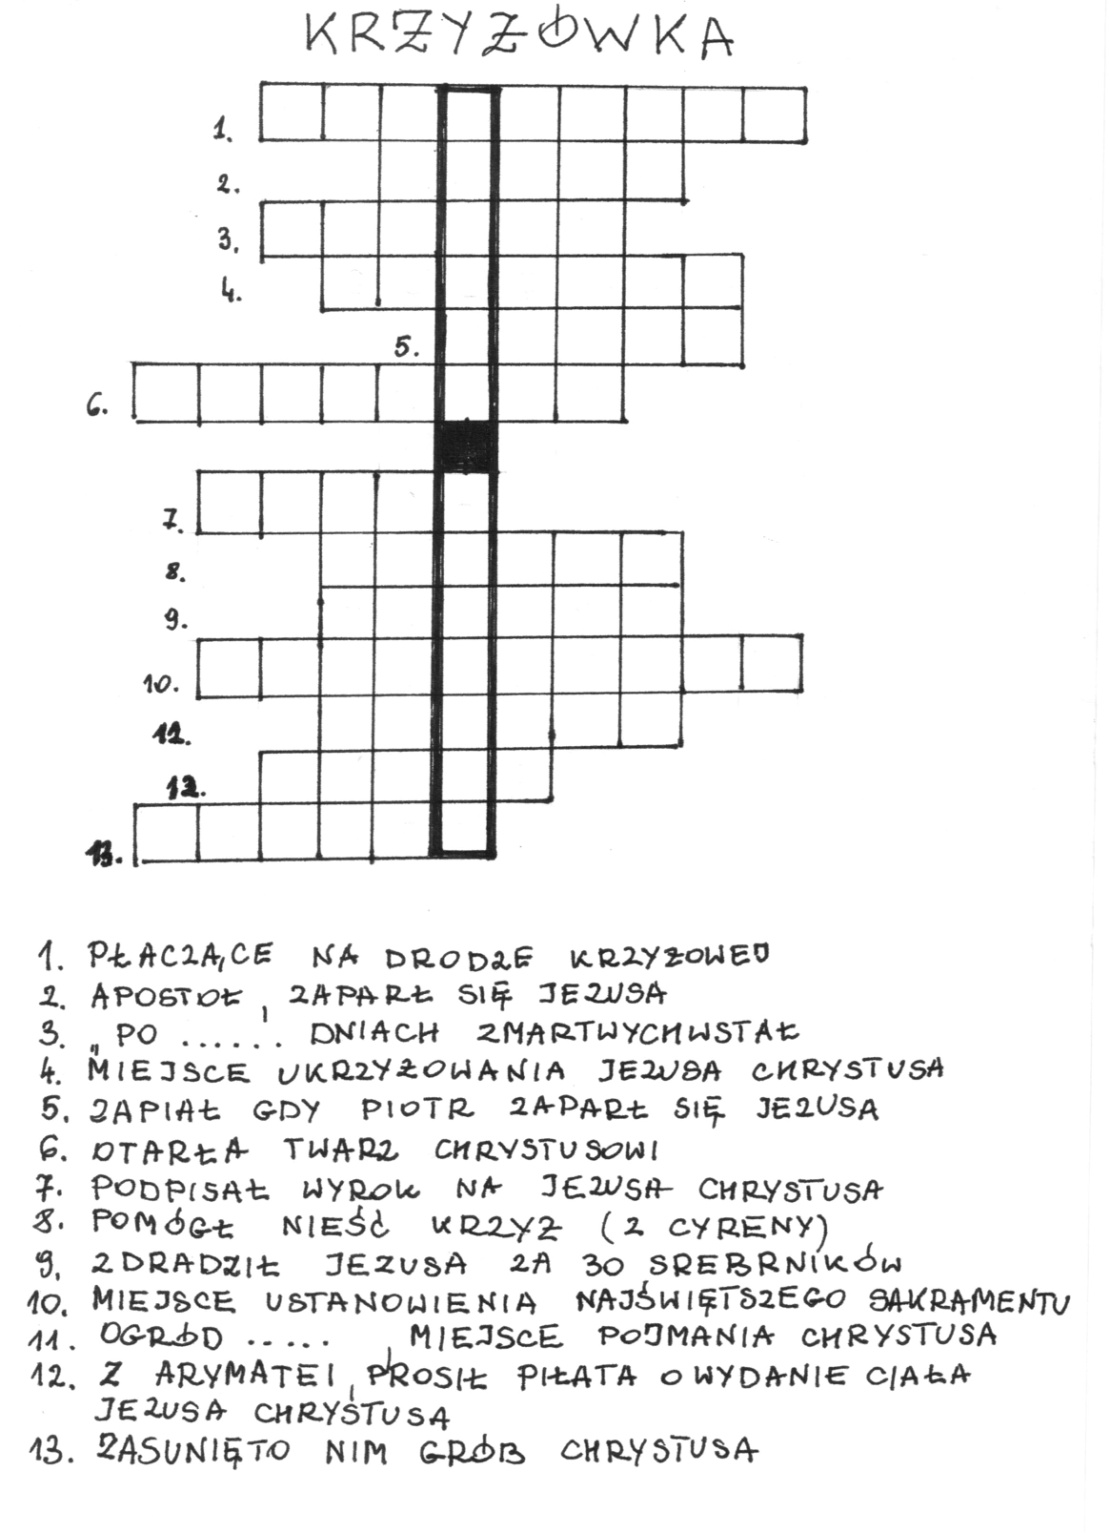 KRZYŻÓWKA
1.
2.
3.
4.
5.
6.
7.
8.
9.
10.
11.
12.
13.
1. PŁACZĄCE NA DRODZE KRZYŻOWEJ
2. APOSTOŁ, ZAPARŁ SIĘ JEZUSA
3. „PO ......" DNIACH ZMARTWYCHWSTAŁ
4. MIEJSCE UKRZYŻOWANIA JEZUSA CHRYSTUSA
5. ZAPIAŁ GDY PIOTR ZAPARŁ SIĘ JEZUSA
6. OTARŁA TWARZ CHRYSTUSOWI
7. PODPISAŁ WYROK NA JEZUSA CHRYSTUSA
8. POMÓGŁ NIEŚĆ KRZYŻ (Z CYRENY)
9. ZDRADZIŁ JEZUSA ZA 30 SREBRNIKÓW
10. MIEJSCE USTANOWIENIA NAJŚWIĘTSZEGO SAKRAMENTU
11. OGRÓD ....., MIEJSCE POJMANIA CHRYSTUSA
12. Z ARYMATEI, PROSIŁ PIŁATA O WYDANIE CIAŁA
JEZUSA CHRYSTUSA
13. ZASUNIĘTO NIM GRÓB CHRYSTUSA